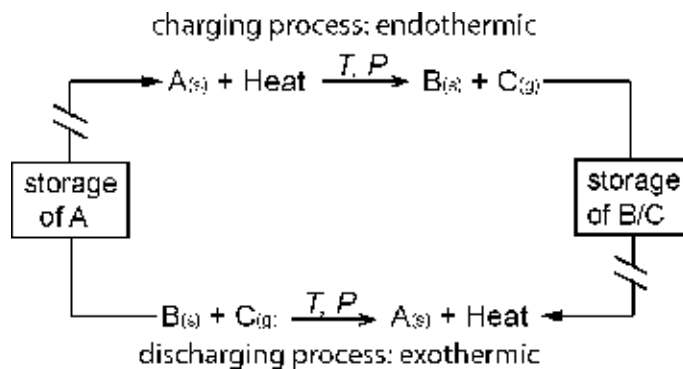 charging process: endothermic
A(s) + Heat T, P B(s) + C(g)
storage
of A
storage
of B/C
B(s) + C(g) T, P A(s) + Heat
discharging process: exothermic